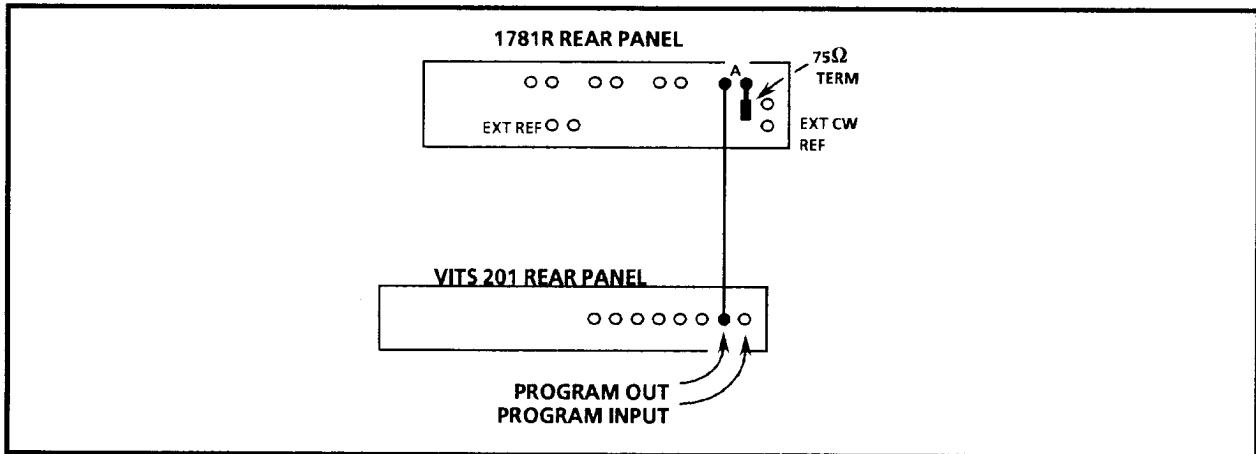 1781R REAR PANEL
A
75Ω
TERM
EXT REF
EXT CW
REF
VITS 201 REAR PANEL
PROGRAM OUT
PROGRAM INPUT